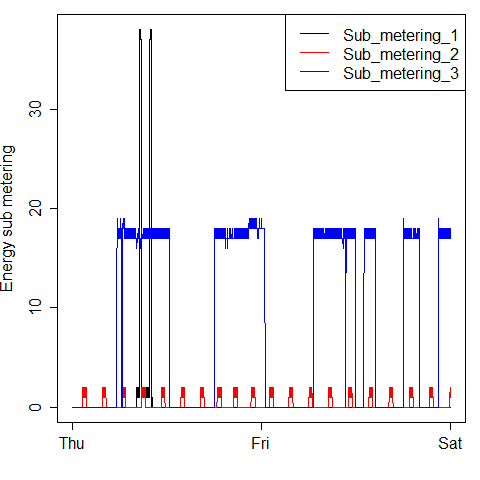 Sub_metering_1
Sub_metering_2
Sub_metering_3
Energy sub metering
30
20
10
0
Thu Fri Sat